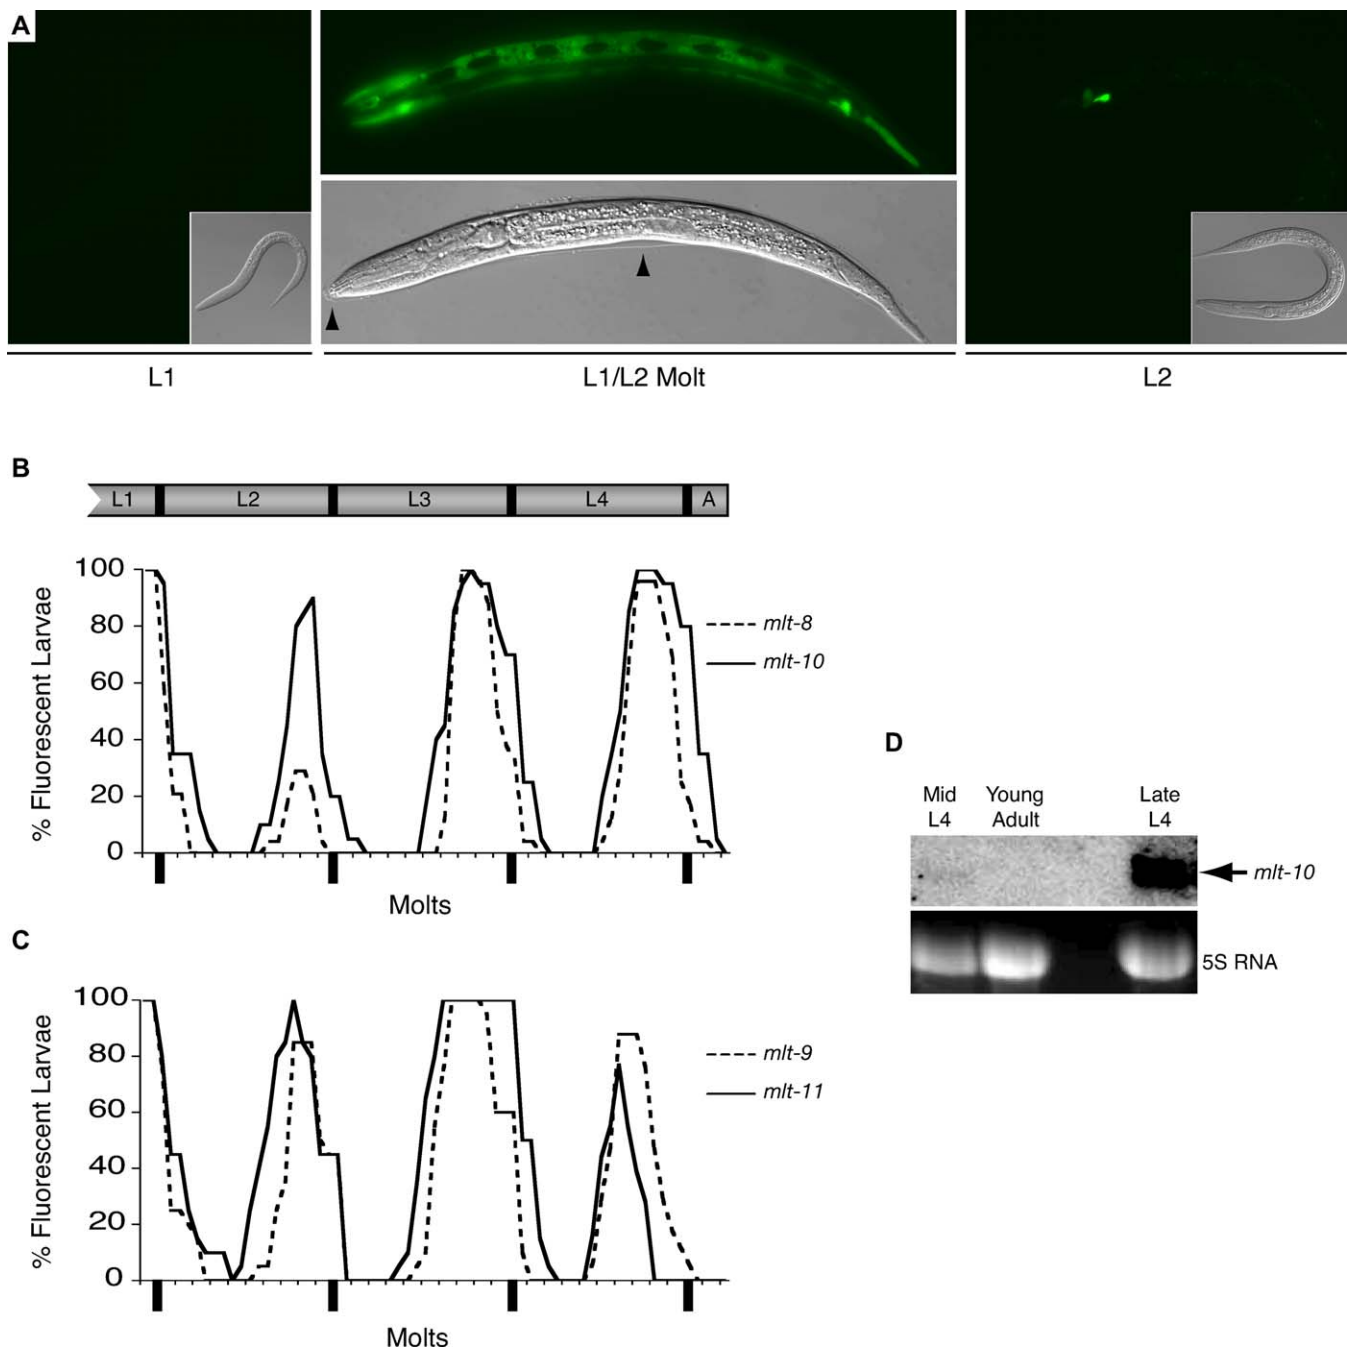 A
L1
L1/L2 Molt
L2
B
L1 L2 L3 L4 A
100
80
60
40
20
0
% Fluorescent Larvae
mlt-8
mlt-10
Molts
C
100
80
60
40
20
0
% Fluorescent Larvae
mlt-9
mlt-11
Molts
D
Mid L4
Young Adult
Late L4
mlt-10
5S RNA